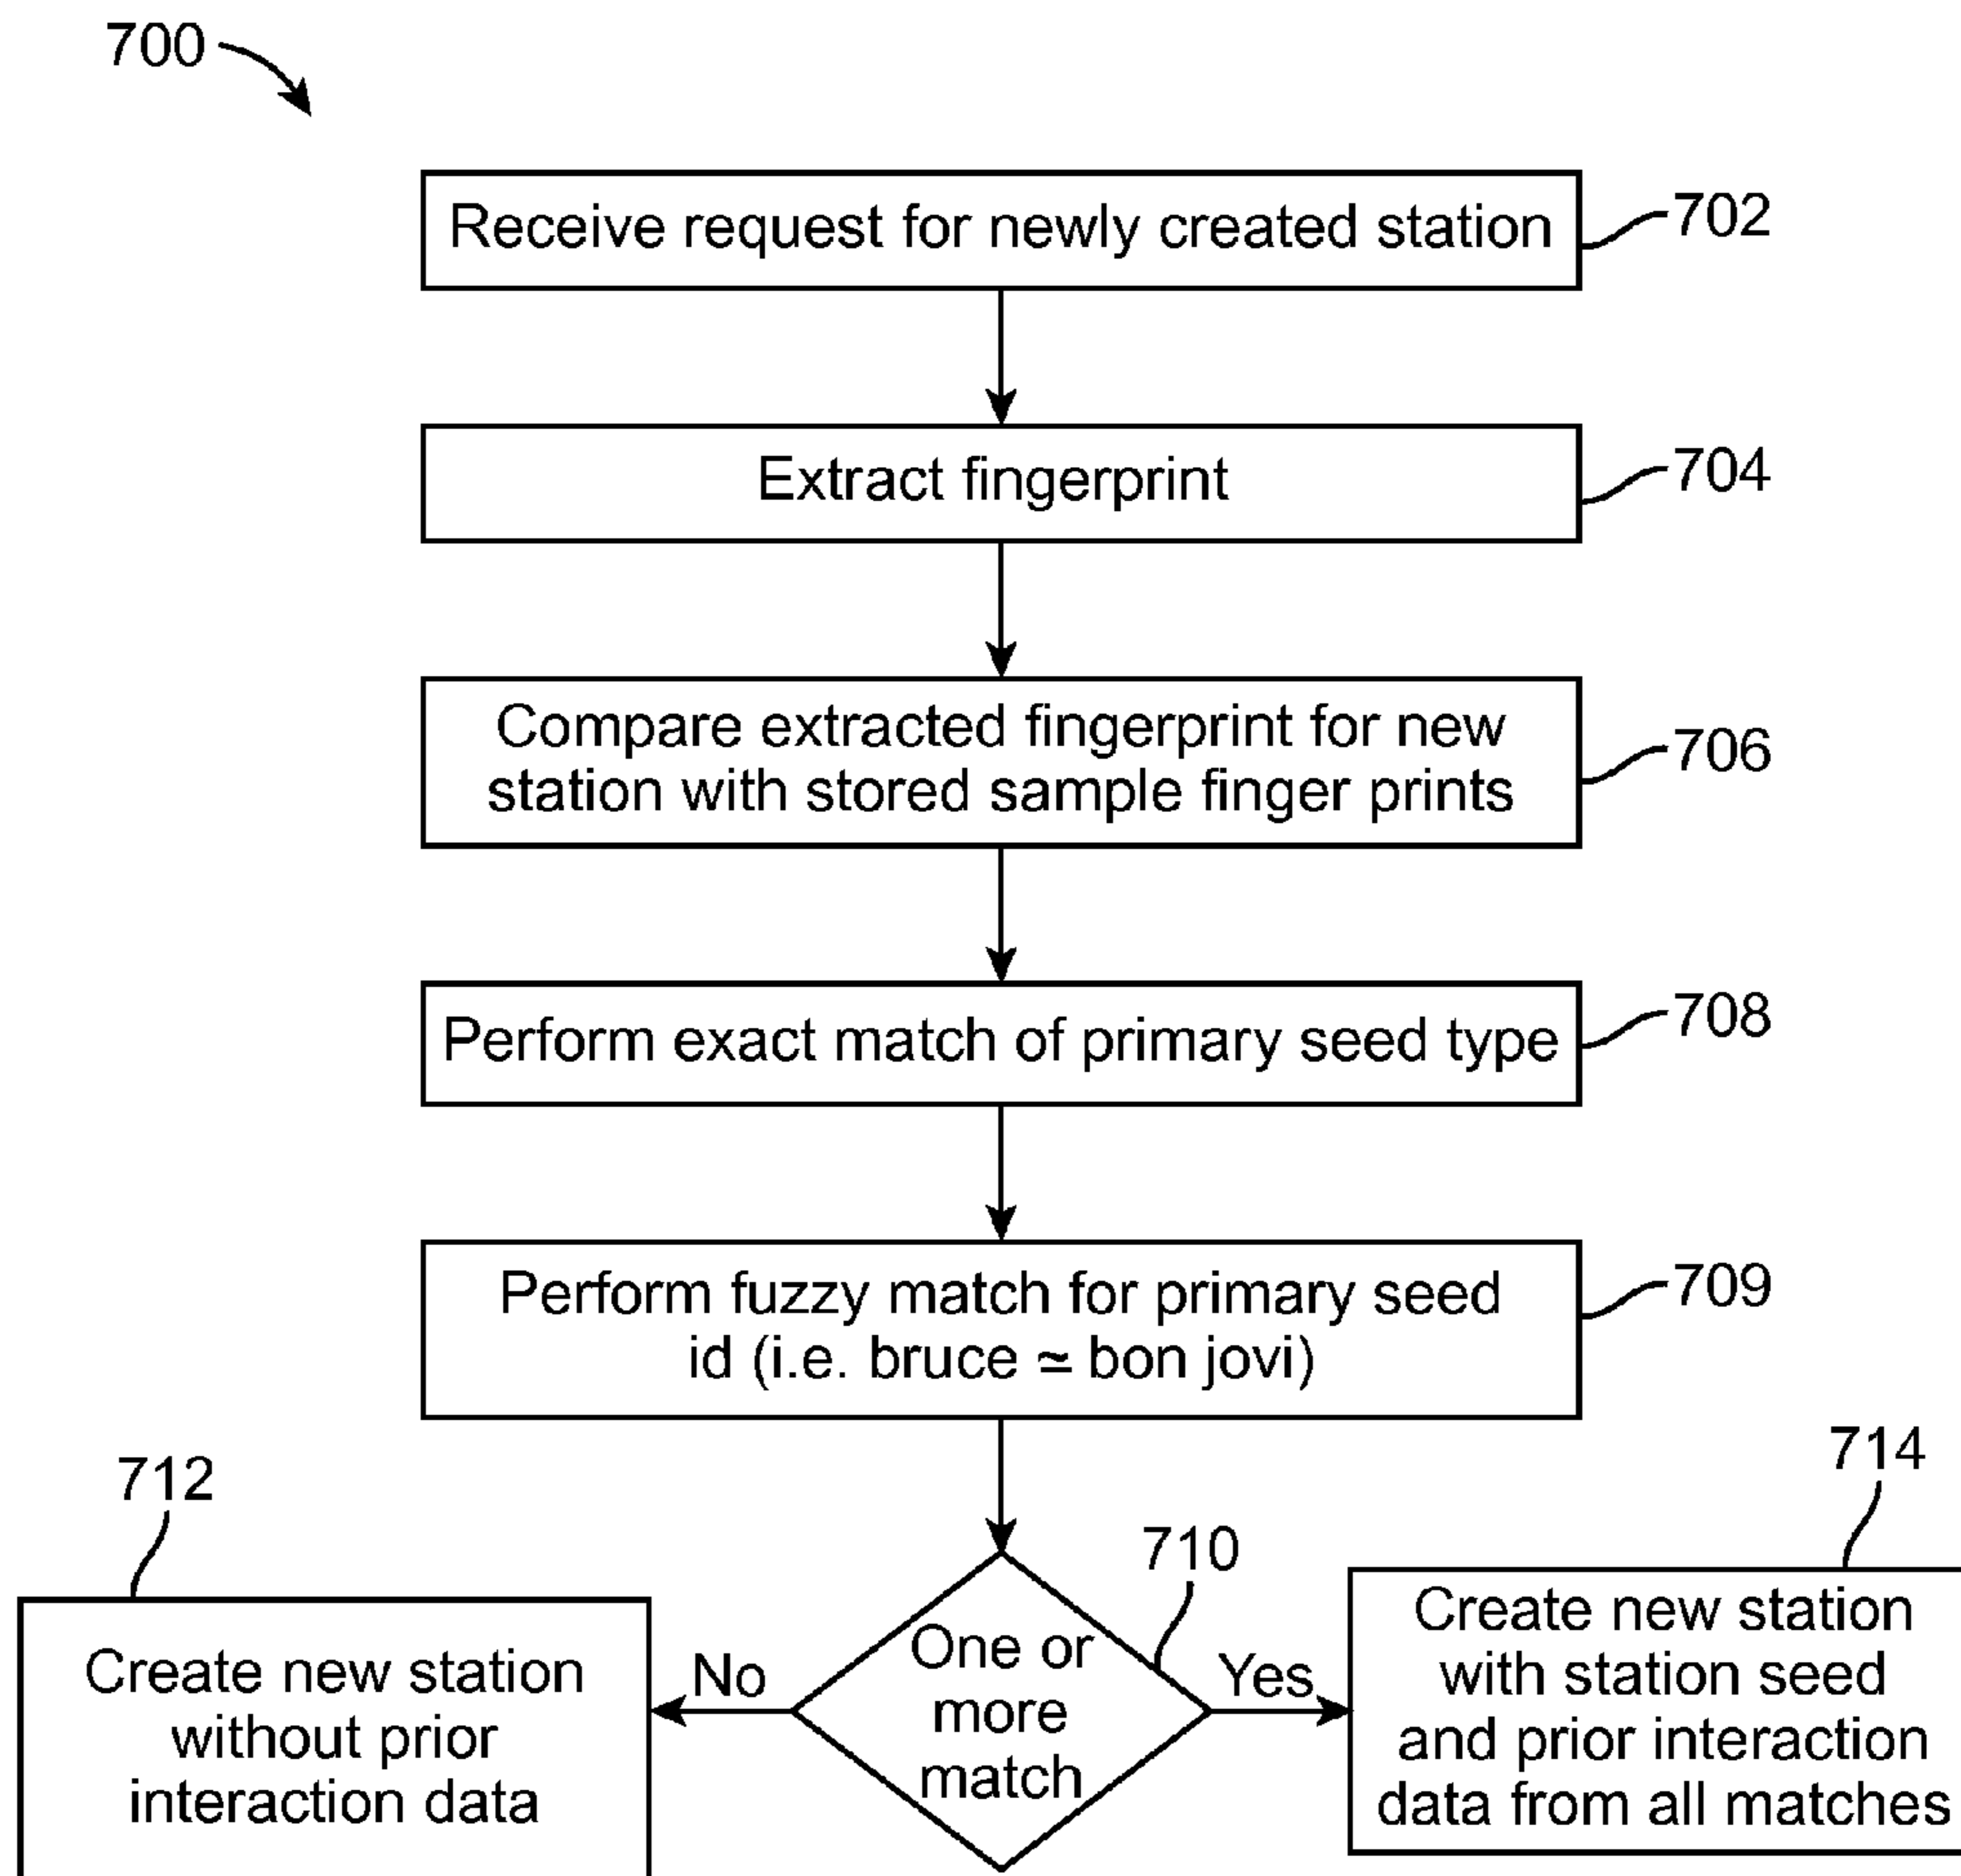 700
Receive request for newly created station
702
Extract fingerprint
704
Compare extracted fingerprint for new
station with stored sample finger prints
706
Perform exact match of primary seed type
708
Perform fuzzy match for primary seed
id (i.e. bruce ≃ bon jovi)
709
712
Create new station
without prior
interaction data
No
710
One or
more
match
Yes
714
Create new station
with station seed
and prior interaction
data from all matches